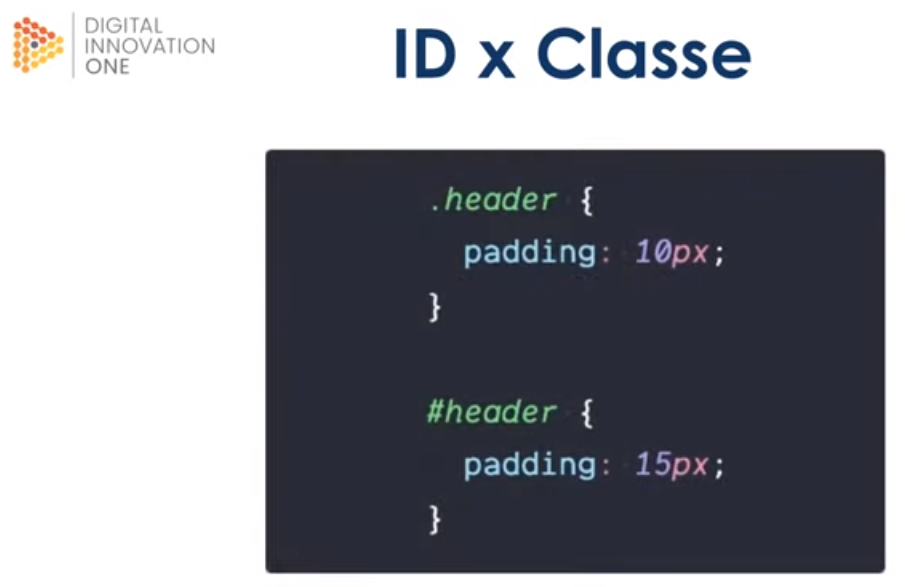 DIGITAL
INNOVATION
ONE
ID x Classe
.header {
padding: 10px;
}
#header {
padding: 15px;
}